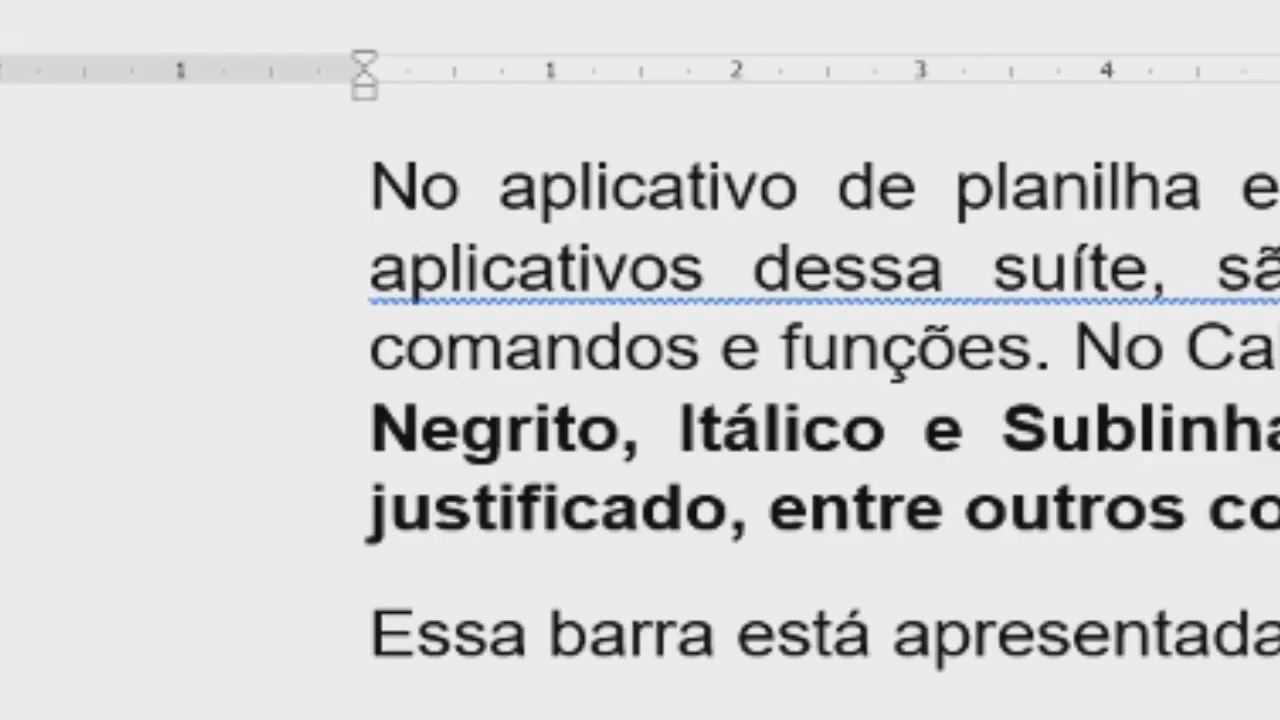 1 1 2 3 4
No aplicativo de planilha e
aplicativos dessa suíte, sã
comandos e funções. No Ca
Negrito, Itálico e Sublinha
justificado, entre outros co
Essa barra está apresentada